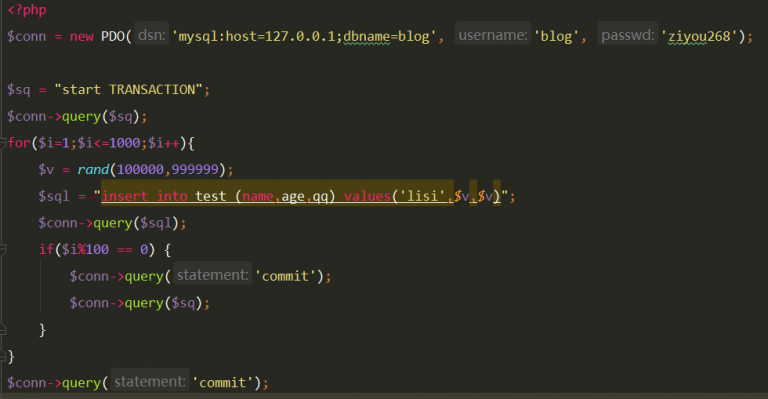 <?php
$conn = new PDO( dsn: 'mysql:host=127.0.0.1;dbname=blog', username: 'blog', passwd: 'ziyou268');
$sq = "start TRANSACTION";
$conn->query($sq);
for($i=1;$i<=1000;$i++){
$v = rand(100000,999999);
$sql = "insert into test (name,age,qq) values('lisi',$v,$v)";
$conn->query($sql);
if($i%100 == 0) {
$conn->query( statement: 'commit');
$conn->query($sq);
}
}
$conn->query( statement: 'commit');